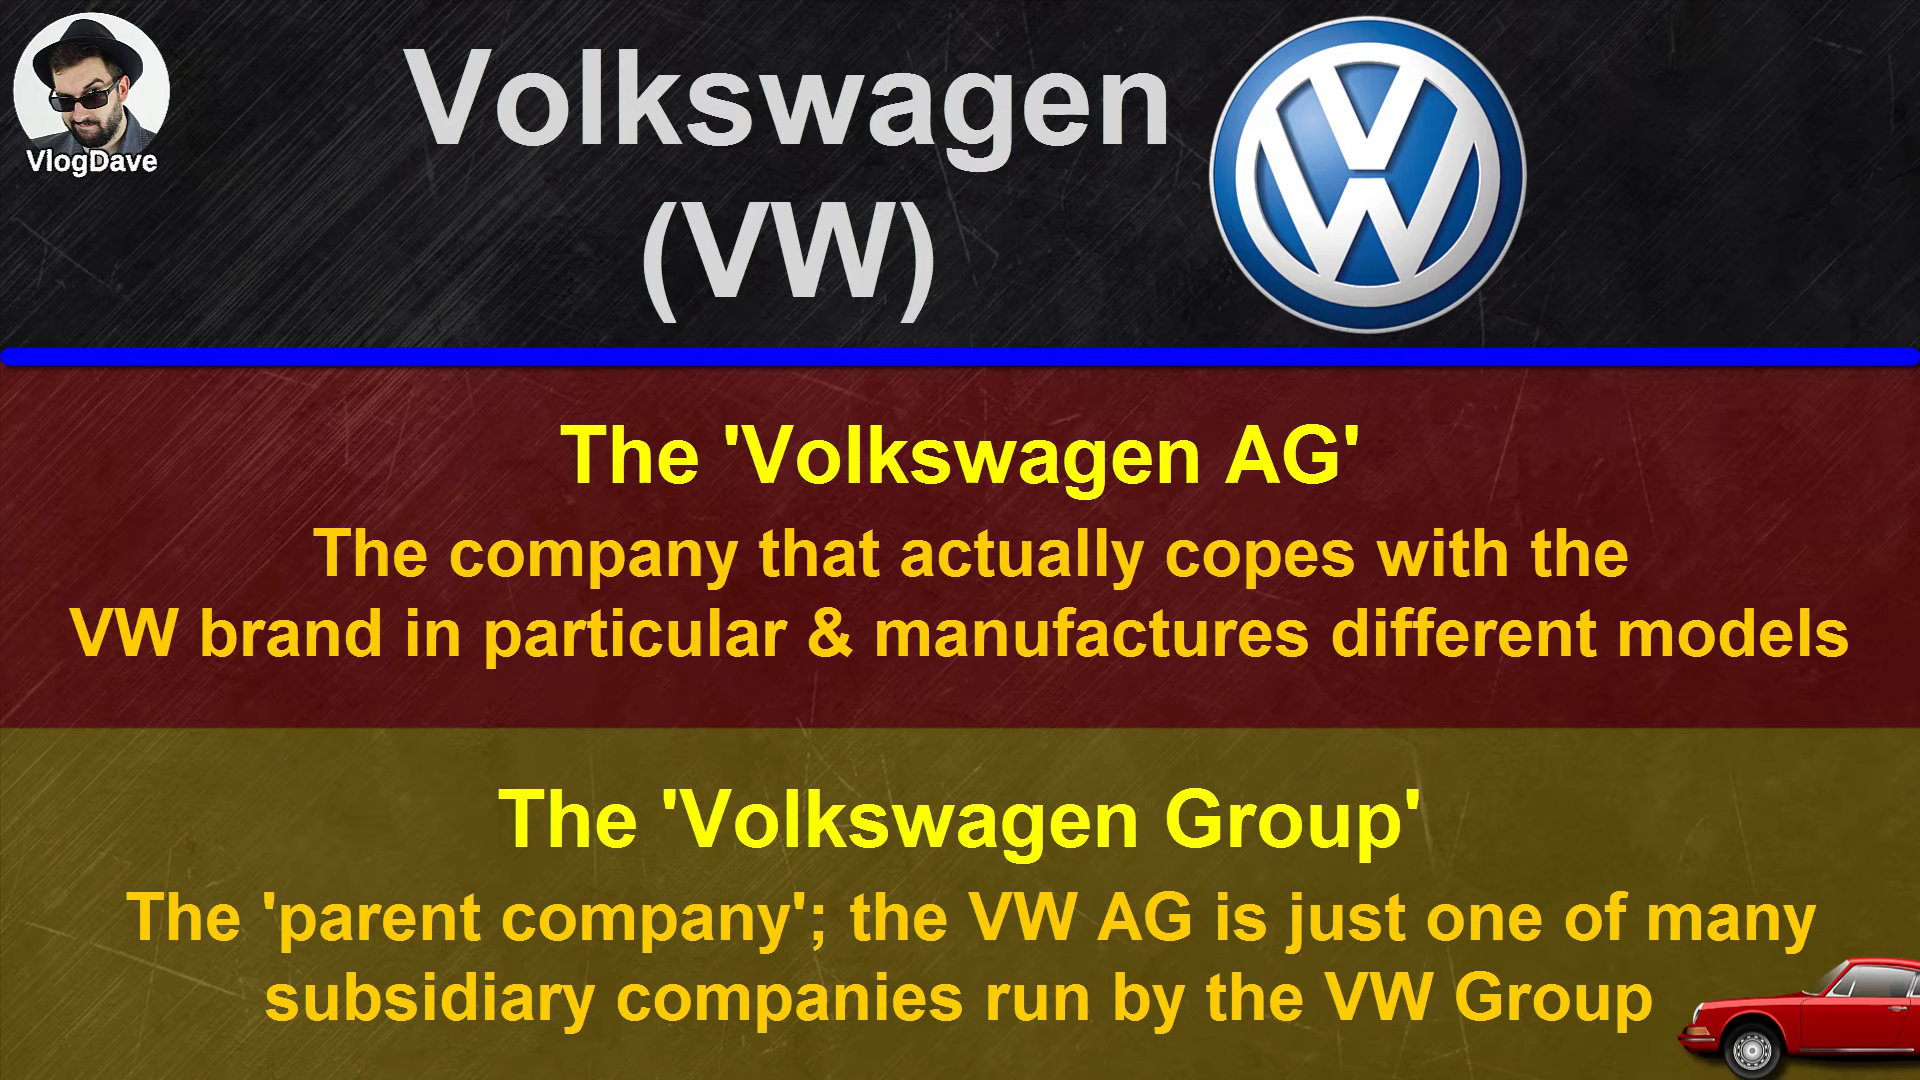 VlogDave
Volkswagen
(VW)
The 'Volkswagen AG'
The company that actually copes with the
VW brand in particular & manufactures different models
The 'Volkswagen Group'
The 'parent company'; the VW AG is just one of many
subsidiary companies run by the VW Group